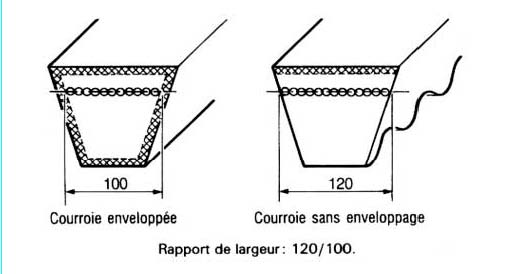 100
120
Courroie enveloppée
Courroie sans enveloppage
Rapport de largeur: 120/100.